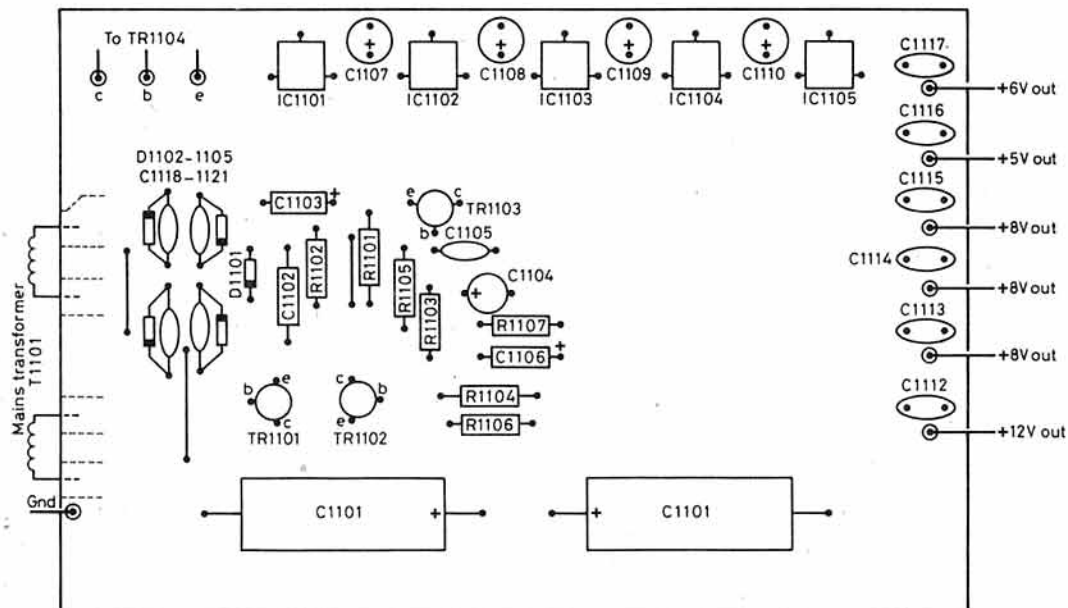 To TR1104
c b e
IC1101
C1107
IC1102
C1108
IC1103
C1109
IC1104
C1110
IC1105
+ + + +
C1117
+6V out
C1116
+5V out
C1115
+8V out
C1114
+8V out
C1113
+8V out
C1112
+12V out
D1102-1105
C1118-1121
C1103 +
e c
b
TR1103
C1105
D1101
C1102
R1102
R1101
R1105
R1103
C1104
+
R1107
C1106 +
R1104
R1106
b e c
TR1101
c b e
TR1102
Mains transformer
T1101
Gnd
C1101 +
+ C1101